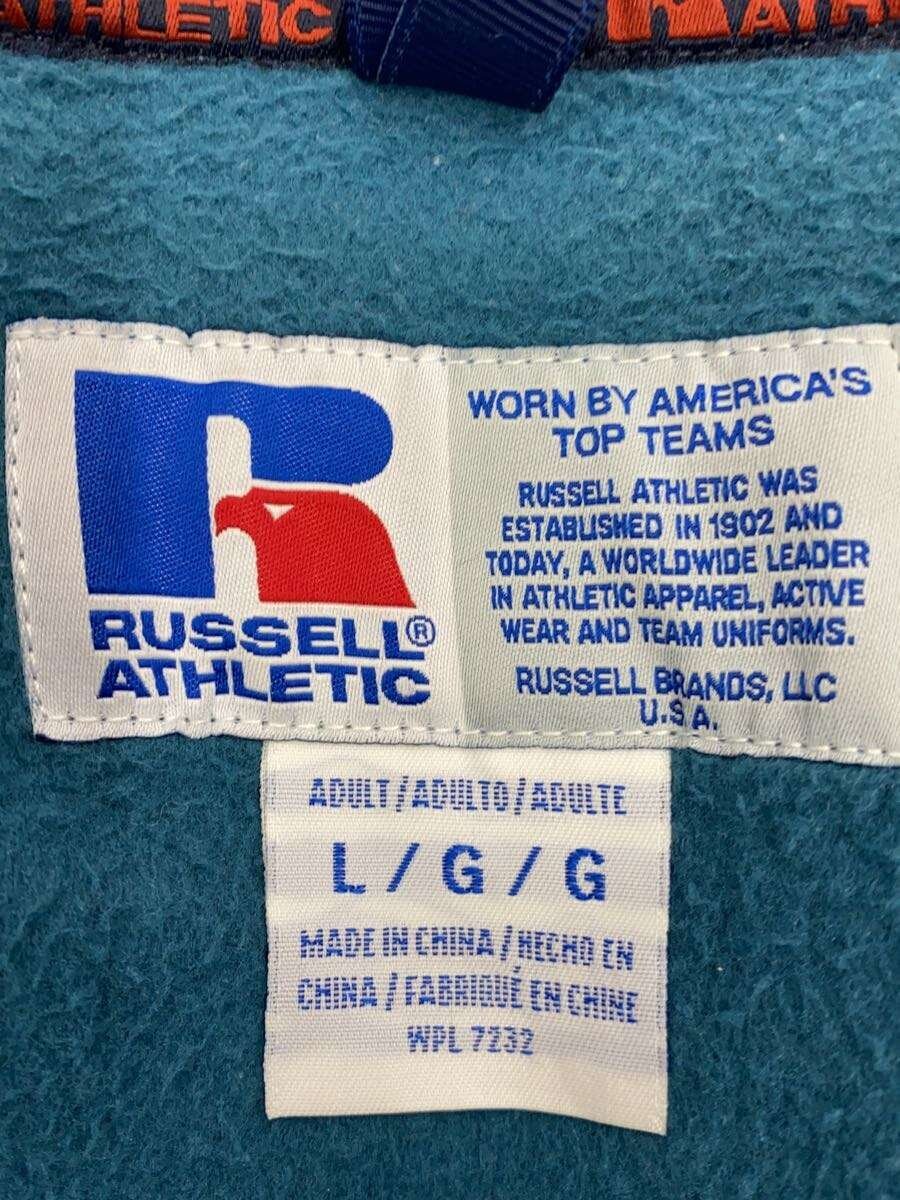 ATHLETIC
ATH
RUSSELL®
ATHLETIC
WORN BY AMERICA'S
TOP TEAMS
RUSSELL ATHLETIC WAS
ESTABLISHED IN 1902 AND
TODAY, A WORLDWIDE LEADER
IN ATHLETIC APPAREL, ACTIVE
WEAR AND TEAM UNIFORMS.
RUSSELL BRANDS, LLC
U.S.A.
ADULT/ADULTO/ADULTE
L/G/G
MADE IN CHINA/HECHO EN
CHINA/FABRIQUÉ EN CHINE
WPL 7232